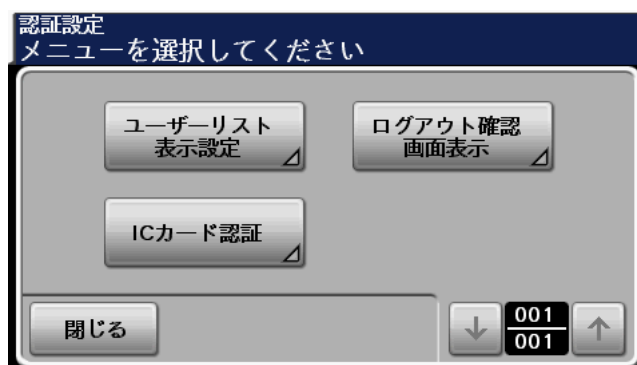 認証設定
メニューを選択してください
ユーザーリスト
表示設定
ログアウト確認
画面表示
ICカード認証
閉じる
001
001